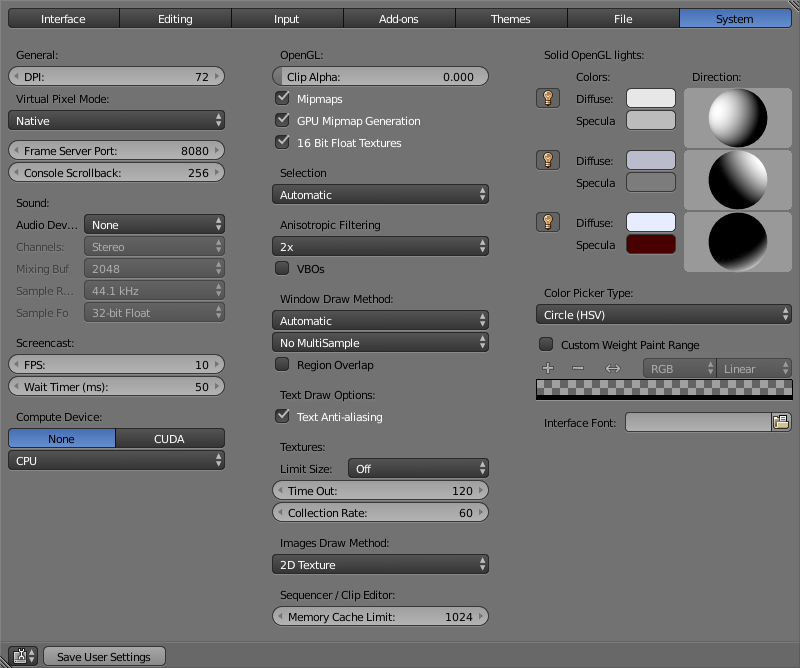 Interface Editing Input Add-ons Themes File System
General:
DPI: 72
Virtual Pixel Mode:
Native
Frame Server Port: 8080
Console Scrollback: 256
Sound:
Audio Dev... None
Channels: Stereo
Mixing Buf 2048
Sample R... 44.1 kHz
Sample Fo 32-bit Float
Screencast:
FPS: 10
Wait Timer (ms): 50
Compute Device:
None CUDA
CPU
OpenGL:
Clip Alpha: 0.000
Mipmaps
GPU Mipmap Generation
16 Bit Float Textures
Selection
Automatic
Anisotropic Filtering
2x
VBOs
Window Draw Method:
Automatic
No MultiSample
Region Overlap
Text Draw Options:
Text Anti-aliasing
Textures:
Limit Size: Off
Time Out: 120
Collection Rate: 60
Images Draw Method:
2D Texture
Sequencer / Clip Editor:
Memory Cache Limit: 1024
Solid OpenGL lights:
Colors: Direction:
Diffuse:
Specula
Diffuse:
Specula
Diffuse:
Specula
Color Picker Type:
Circle (HSV)
Custom Weight Paint Range
RGB Linear
Interface Font:
Save User Settings